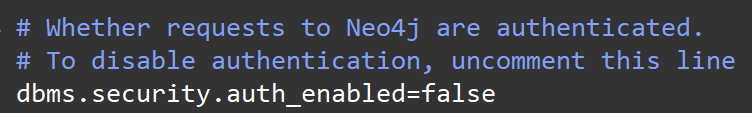 # Whether requests to Neo4j are authenticated.
# To disable authentication, uncomment this line
dbms.security.auth_enabled=false